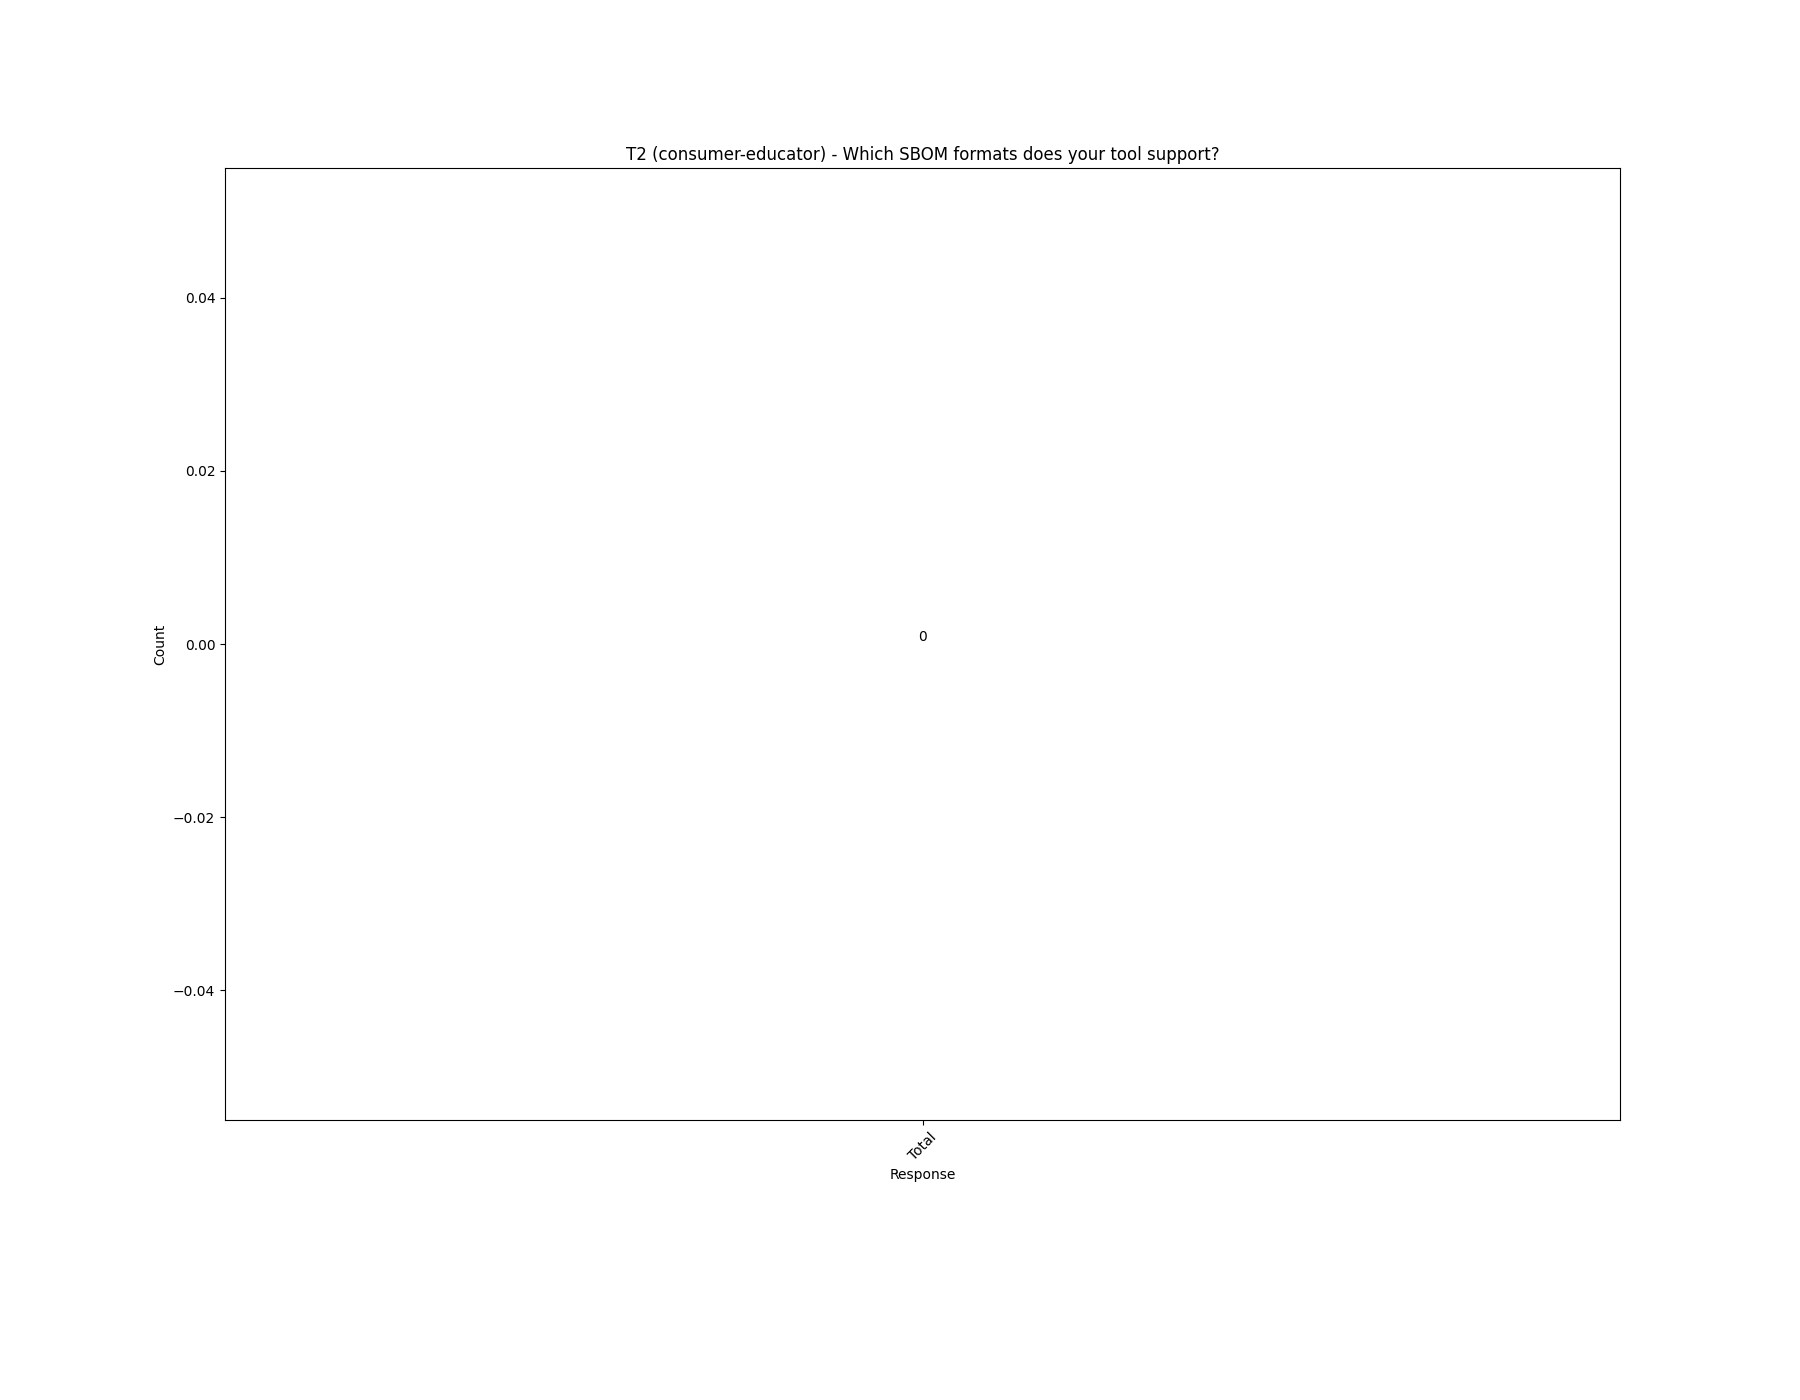 T2 (consumer-educator) - Which SBOM formats does your tool support?
0.04
0.02
0.00
−0.02
−0.04
Count
0
Total
Response